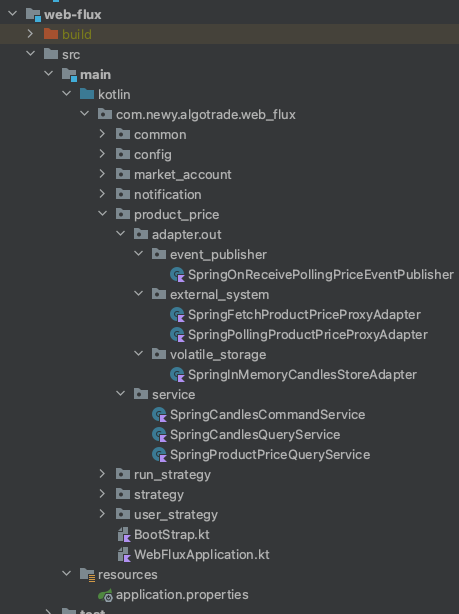 web-flux
build
src
main
kotlin
com.newy.algotrade.web_flux
common
config
market_account
notification
product_price
adapter.out
event_publisher
SpringOnReceivePollingPriceEventPublisher
external_system
SpringFetchProductPriceProxyAdapter
SpringPollingProductPriceProxyAdapter
volatile_storage
SpringInMemoryCandlesStoreAdapter
service
SpringCandlesCommandService
SpringCandlesQueryService
SpringProductPriceQueryService
run_strategy
strategy
user_strategy
BootStrap.kt
WebFluxApplication.kt
resources
application.properties